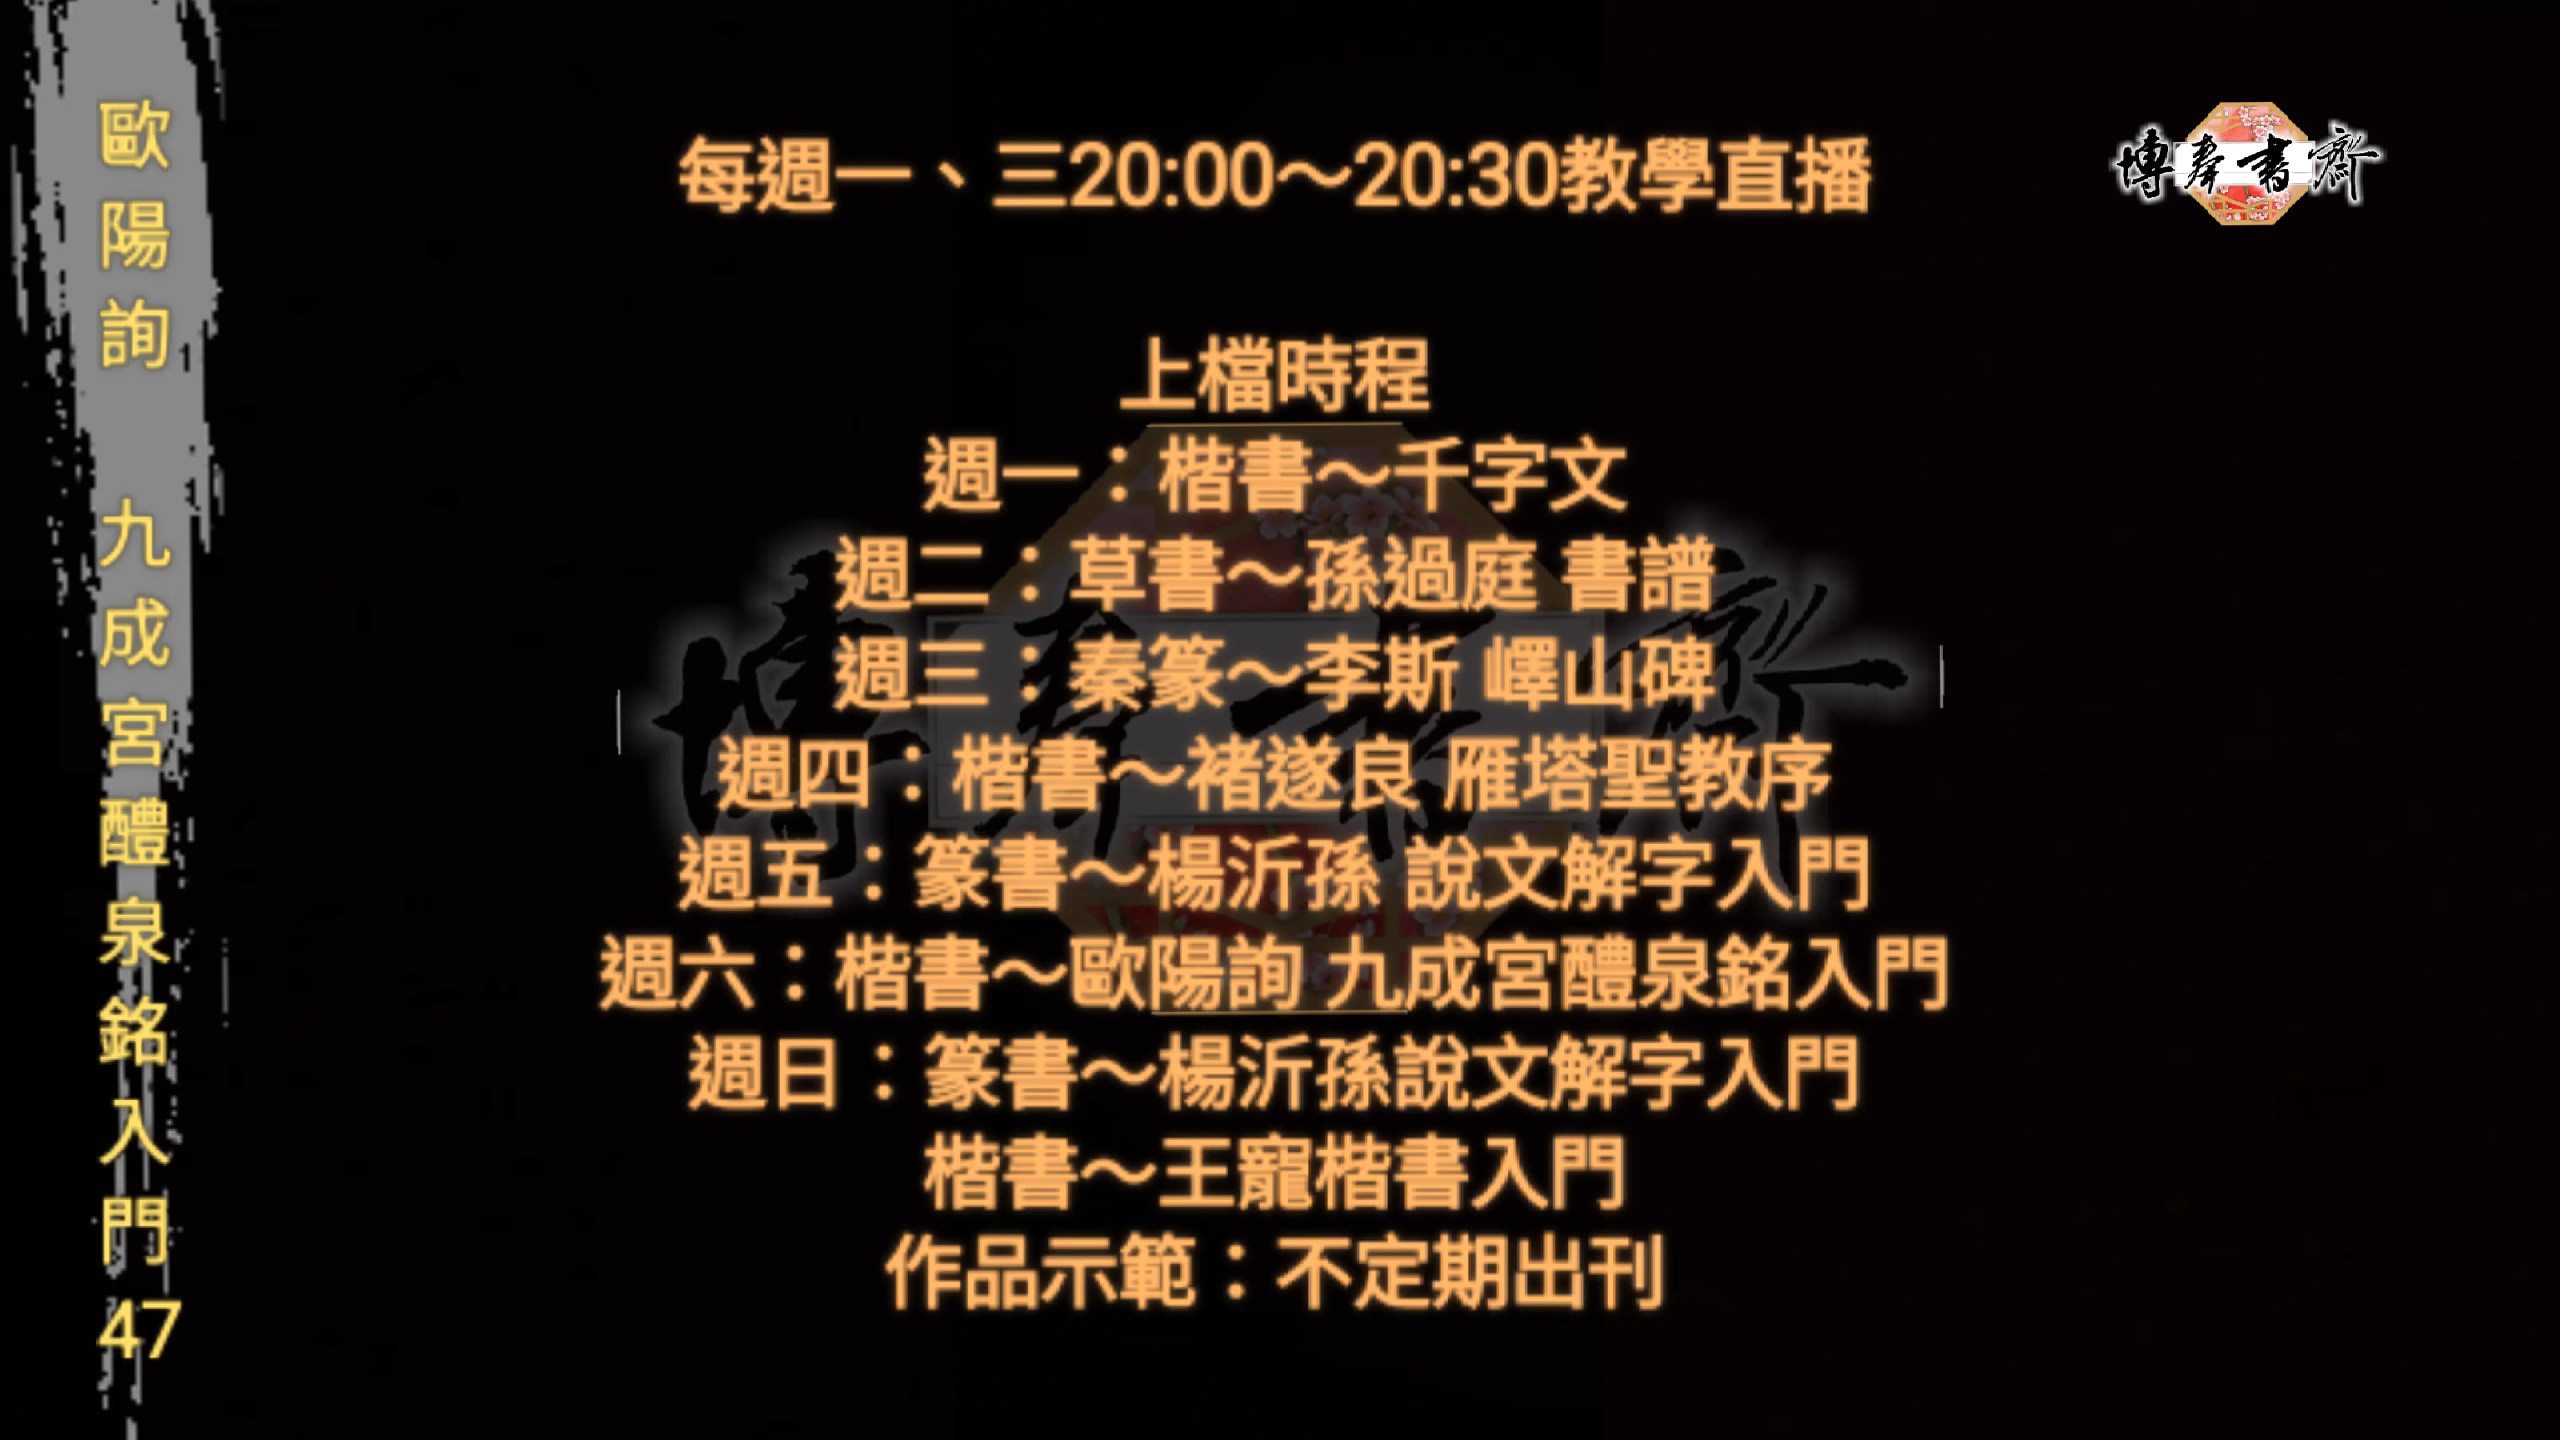 歐陽詢 九成宮醴泉銘入門47
每週一、三20:00～20:30教學直播
上檔時程
週一：楷書～千字文
週二：草書～孫過庭 書譜
週三：秦篆～李斯 嶧山碑
週四：楷書～褚遂良 雁塔聖教序
週五：篆書～楊沂孫 說文解字入門
週六：楷書～歐陽詢 九成宮醴泉銘入門
週日：篆書～楊沂孫說文解字入門
楷書～王寵楷書入門
作品示範：不定期出刊